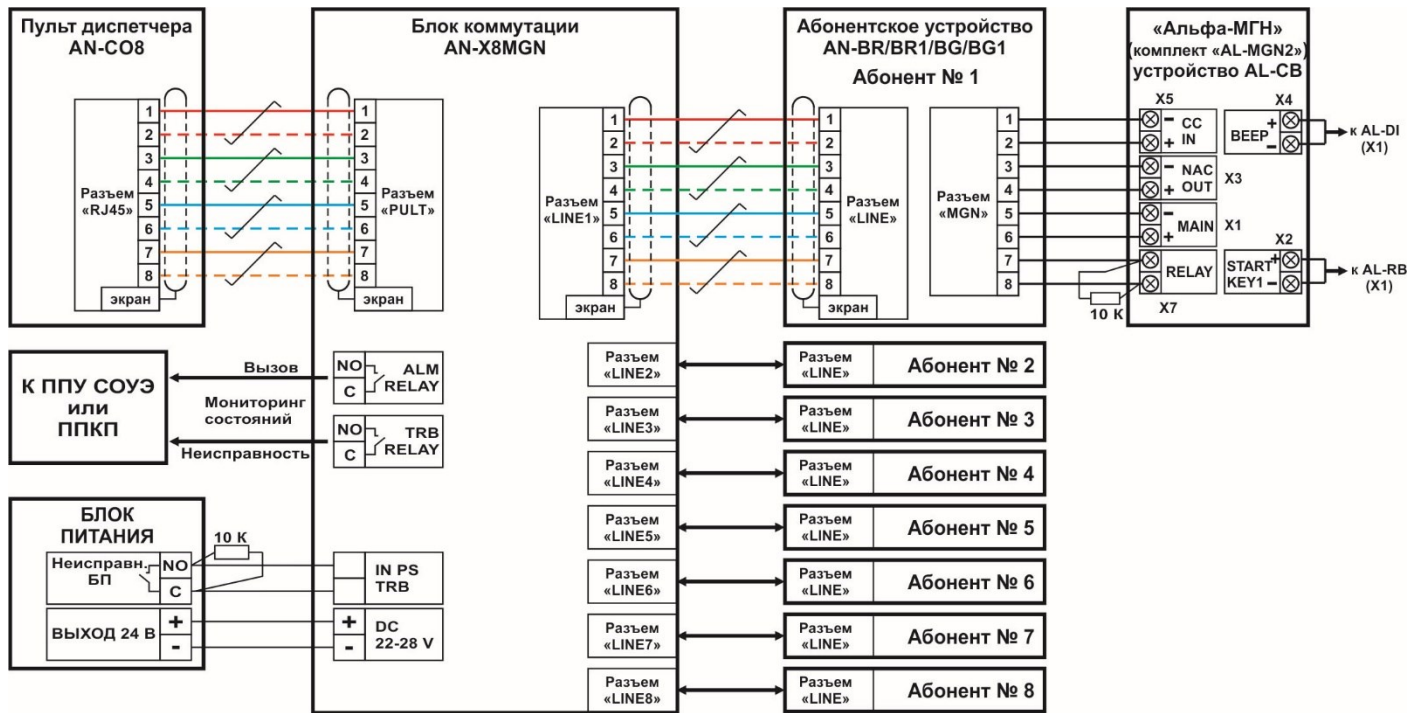 Пульт диспетчера
AN-CO8
Разъем
«RJ45»
1
2
3
4
5
6
7
8
экран
Блок коммутации
AN-X8MGN
1
2
3
4
5
6
7
8
Разъем
«PULT»
экран
Разъем
«LINE1»
1
2
3
4
5
6
7
8
экран
Абонентское устройство
AN-BR/BR1/BG/BG1
Абонент № 1
1
2
3
4
5
6
7
8
Разъем
«LINE»
экран
Разъем
«MGN»
1
2
3
4
5
6
7
8
«Альфа-МГН»
(комплект «AL-MGN2»)
устройство AL-CB
X5
- CC
+ IN
- NAC
+ OUT
X3
-
+ MAIN
X1
RELAY
X7
10 К
X4
BEEP
+
-
к AL-DI
(X1)
X2
START +
KEY1 -
к AL-RB
(X1)
К ППУ СОУЭ
или
ППКП
Вызов
Мониторинг
состояний
Неисправность
NO
C
ALM
RELAY
NO
C
TRB
RELAY
БЛОК
ПИТАНИЯ
10 К
Неисправн.
БП
NO
C
ВЫХОД 24 В
+
-
IN PS
TRB
+
-
DC
22-28 V
Разъем
«LINE2»
Разъем
«LINE»
Абонент № 2
Разъем
«LINE3»
Разъем
«LINE»
Абонент № 3
Разъем
«LINE4»
Разъем
«LINE»
Абонент № 4
Разъем
«LINE5»
Разъем
«LINE»
Абонент № 5
Разъем
«LINE6»
Разъем
«LINE»
Абонент № 6
Разъем
«LINE7»
Разъем
«LINE»
Абонент № 7
Разъем
«LINE8»
Разъем
«LINE»
Абонент № 8